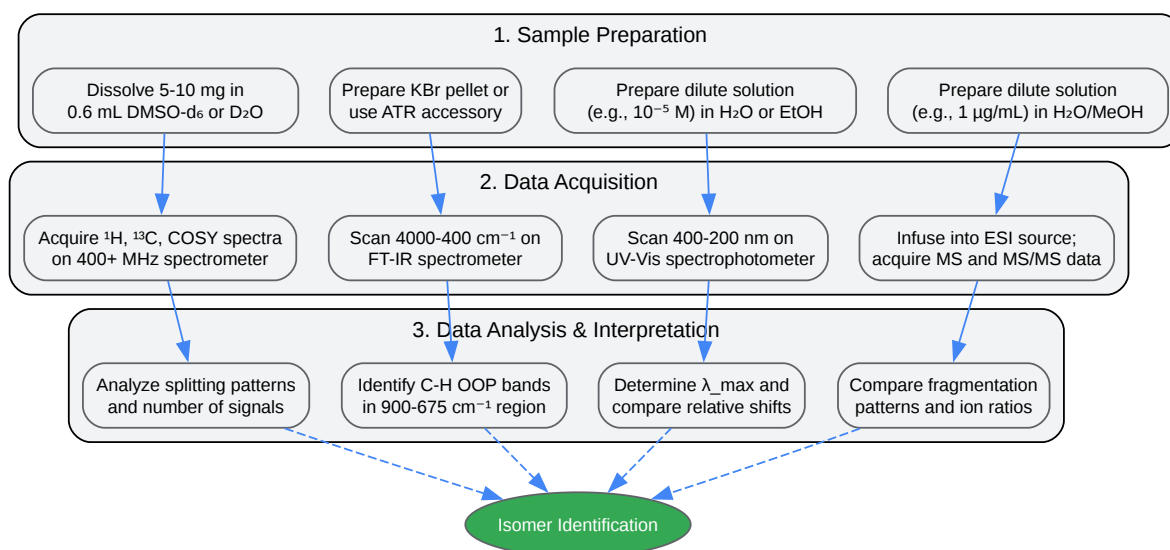 1. Sample Preparation
Dissolve 5-10 mg in
0.6 mL DMSO-d₆ or D₂O
Prepare KBr pellet or
use ATR accessory
Prepare dilute solution
(e.g., 10⁻⁵ M) in H₂O or EtOH
Prepare dilute solution
(e.g., 1 µg/mL) in H₂O/MeOH
2. Data Acquisition
Acquire ¹H, ¹³C, COSY spectra
on 400+ MHz spectrometer
Scan 4000-400 cm⁻¹ on
FT-IR spectrometer
Scan 400-200 nm on
UV-Vis spectrophotometer
Infuse into ESI source;
acquire MS and MS/MS data
3. Data Analysis & Interpretation
Analyze splitting patterns
and number of signals
Identify C-H OOP bands
in 900-675 cm⁻¹ region
Determine λ_max and
compare relative shifts
Compare fragmentation
patterns and ion ratios
Isomer Identification